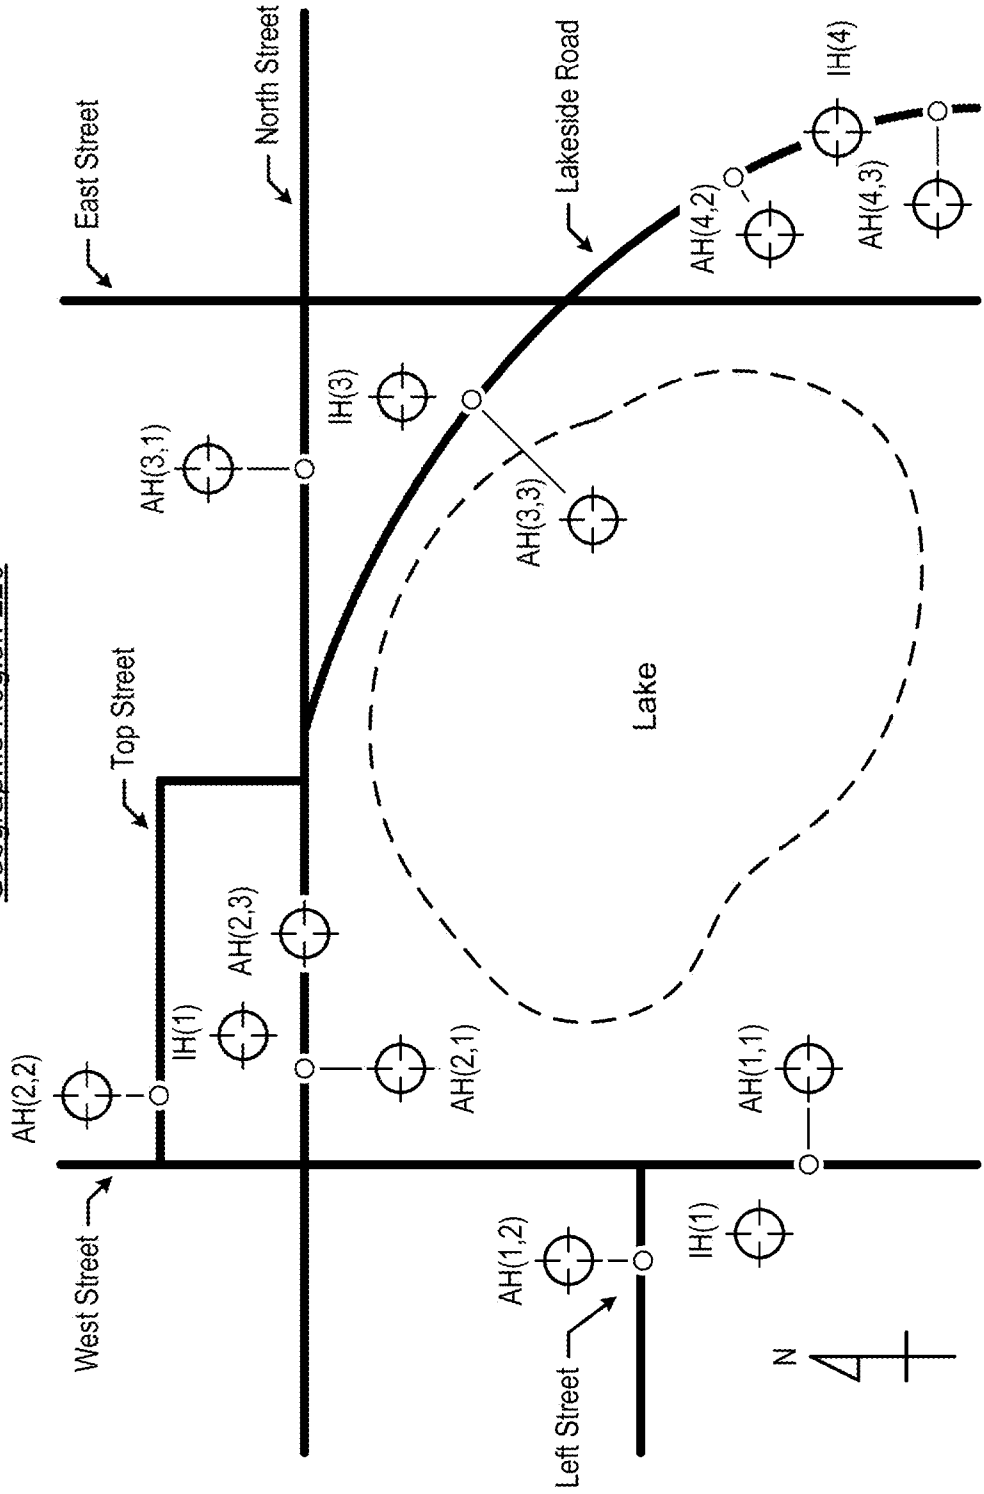 Geographic Region
AH(2,2)
West Street
East Street
Top Street
AH(3,1)
IH(1)
AH(2,3)
North Street
IH(3)
AH(2,1)
AH(1,2)
AH(3,3)
Left Street
Lakeside Road
Lake
IH(1)
AH(4,2)
AH(1,1)
N
IH(4)
AH(4,3)